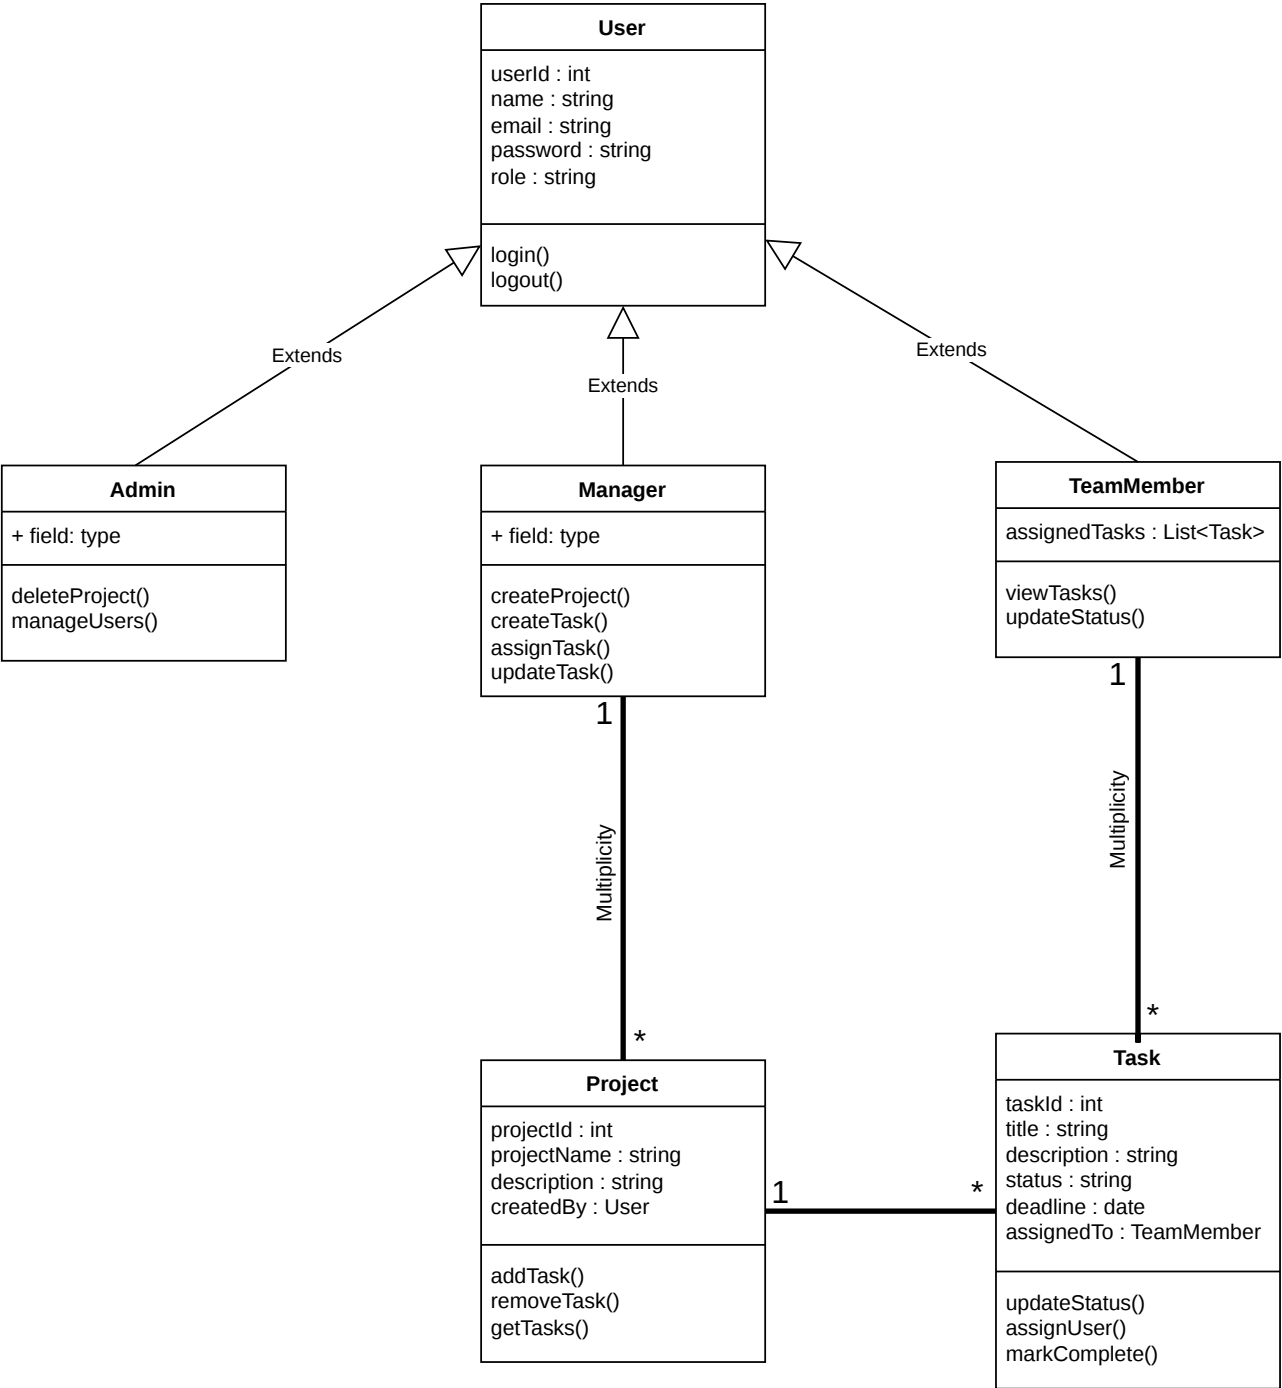 User
userId : int
name : string
email : string
password : string
role : string
login()
logout()
Extends
Extends
Extends
Admin
+ field: type
deleteProject()
manageUsers()
Manager
+ field: type
createProject()
createTask()
assignTask()
updateTask()
TeamMember
assignedTasks : List<Task>
viewTasks()
updateStatus()
1
Multiplicity
*
1
Multiplicity
*
Project
projectId : int
projectName : string
description : string
createdBy : User
addTask()
removeTask()
getTasks()
1
*
Task
taskId : int
title : string
description : string
status : string
deadline : date
assignedTo : TeamMember
updateStatus()
assignUser()
markComplete()